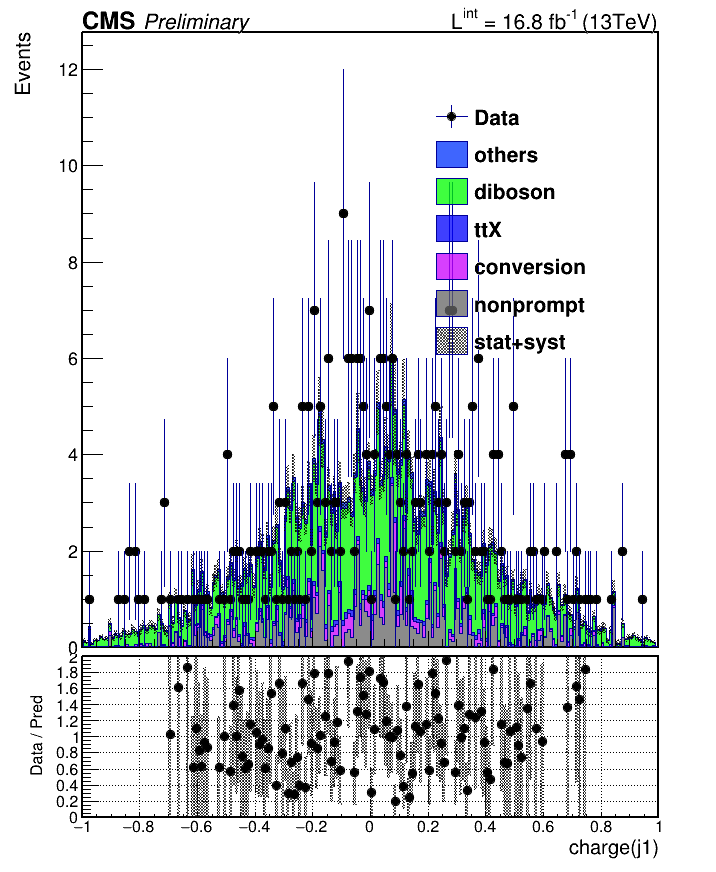 CMS Preliminary L^int = 16.8 fb^-1 (13TeV)
Events
12
10
8
6
4
2
0
Data
others
diboson
ttX
conversion
nonprompt
stat+syst
Data / Pred
2
1.8
1.6
1.4
1.2
1
0.8
0.6
0.4
0.2
0
−1 −0.8 −0.6 −0.4 −0.2 0 0.2 0.4 0.6 0.8 1
charge(j1)